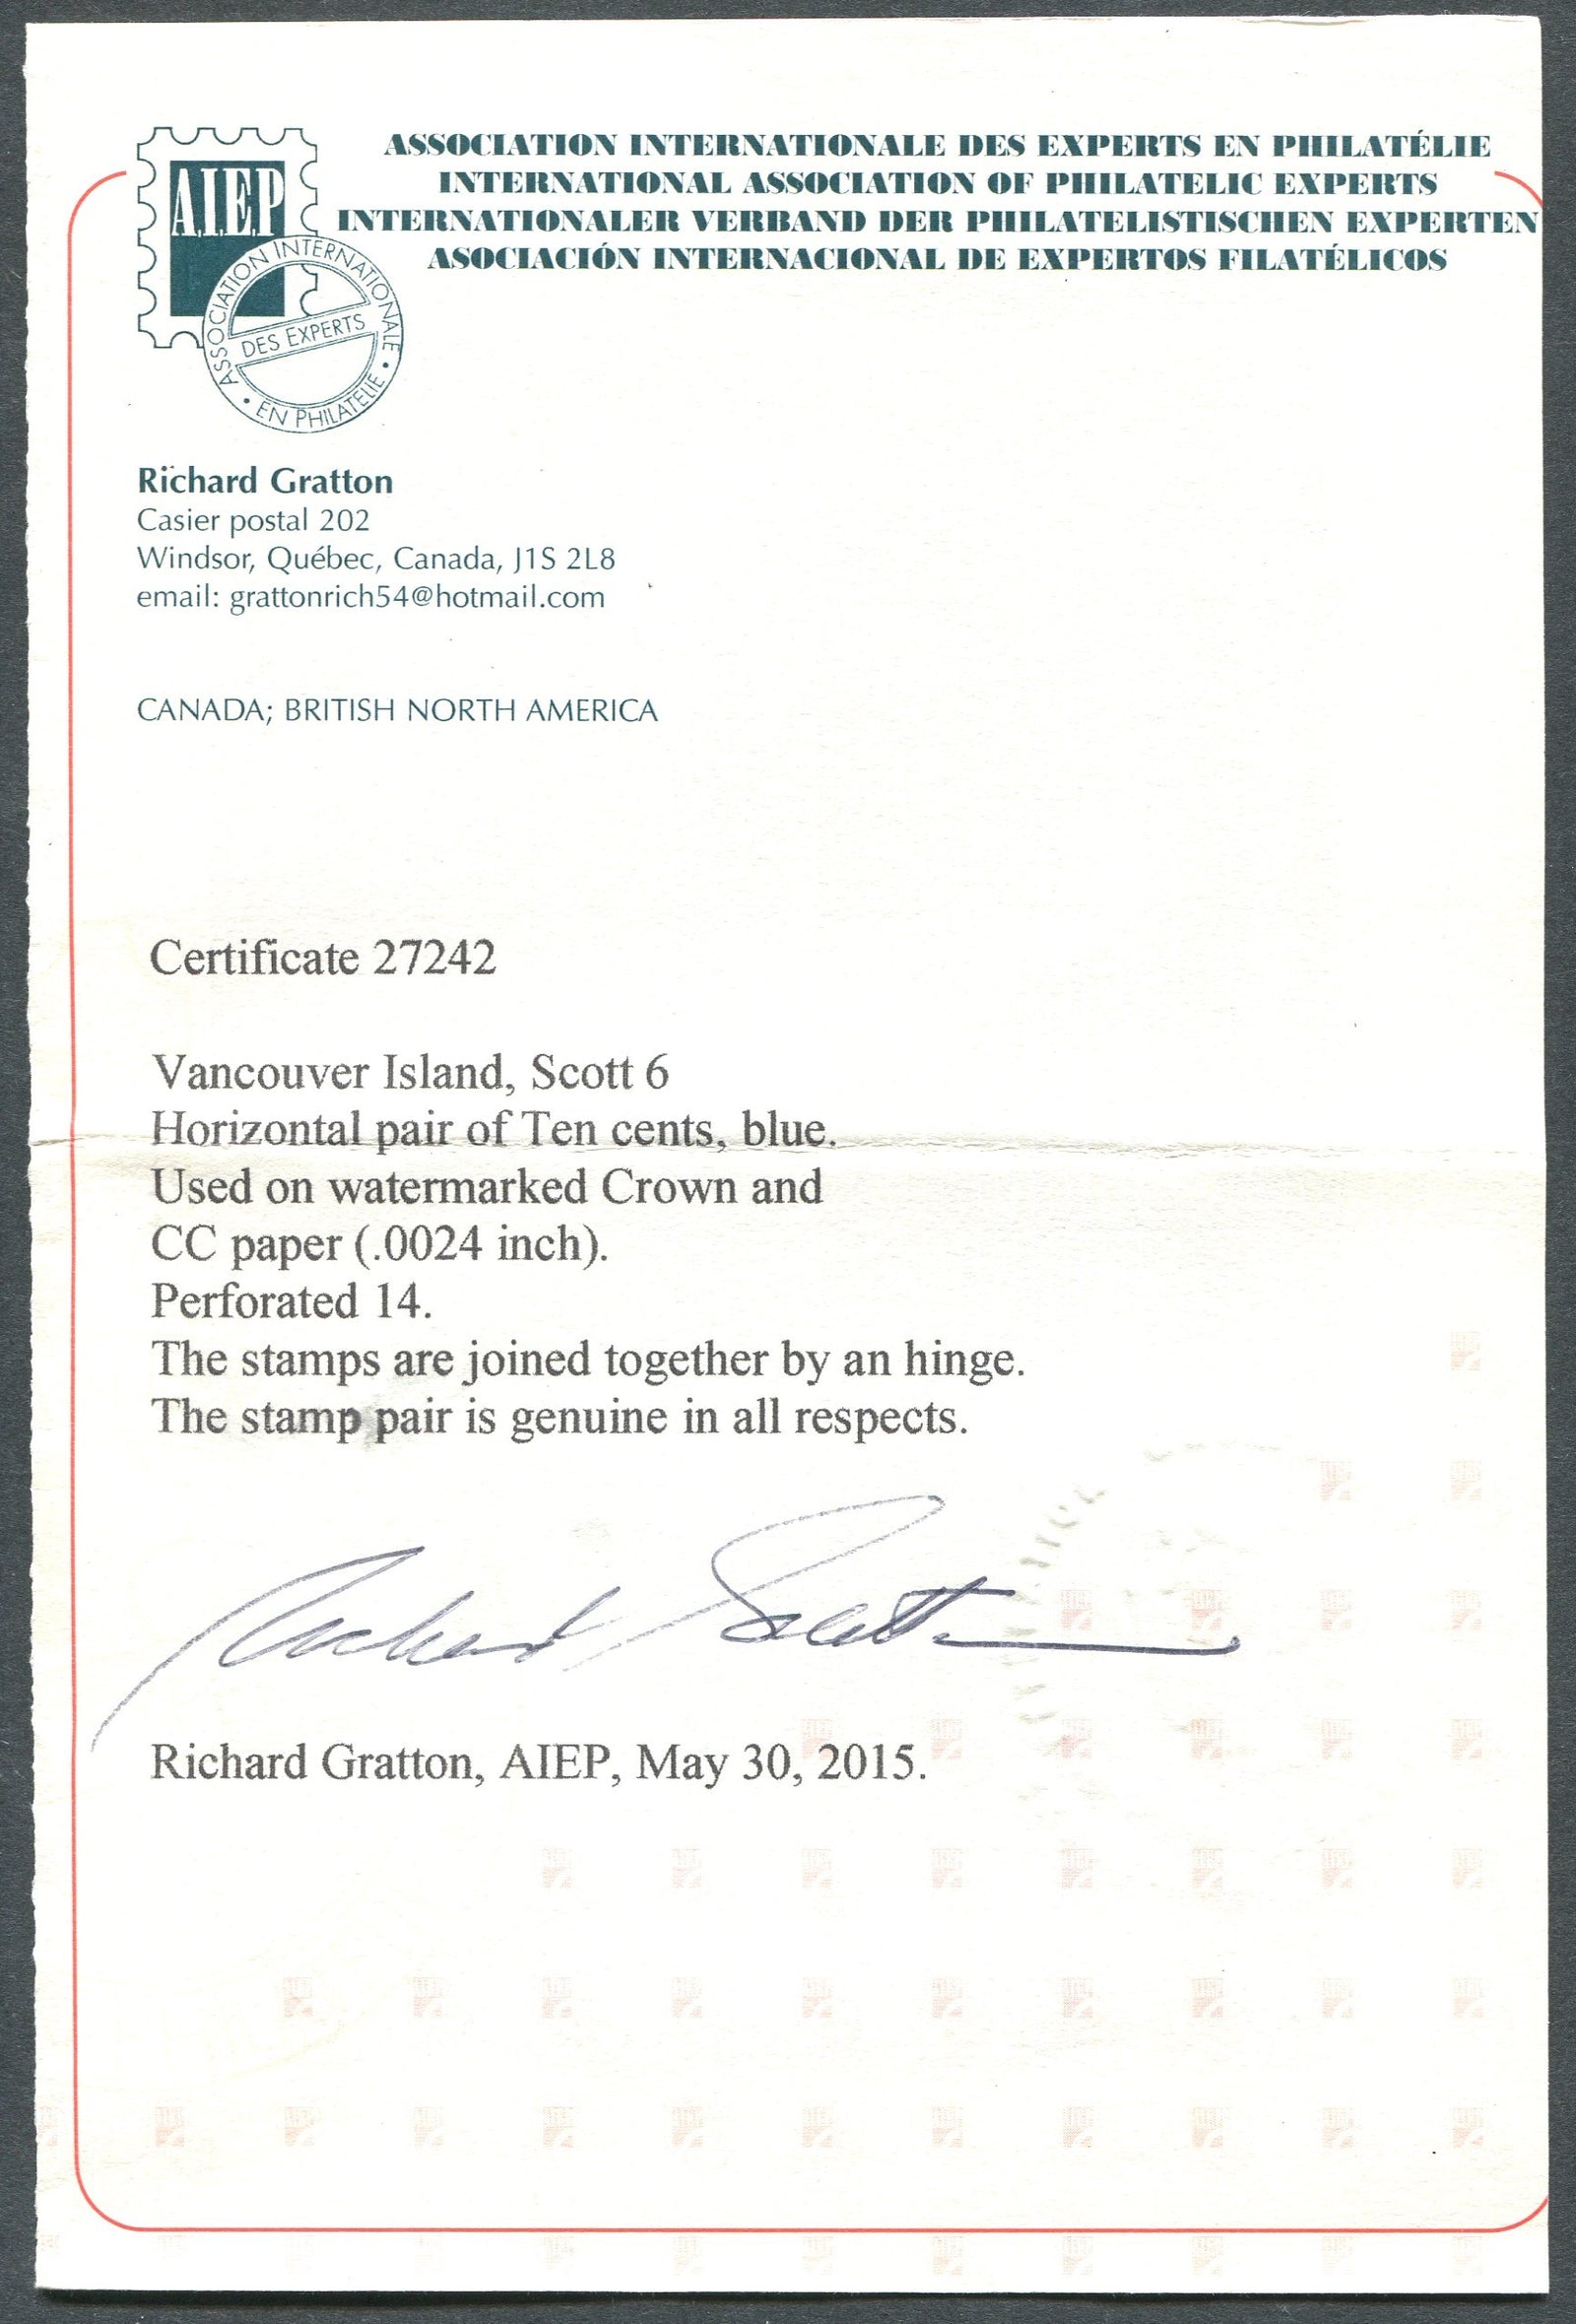 A.I.E.P
ASSOCIATION INTERNATIONALE DES EXPERTS EN PHILATÉLIE
INTERNATIONAL ASSOCIATION OF PHILATELIC EXPERTS
INTERNATIONALER VERBAND DER PHILATELISTISCHEN EXPERTEN
ASOCIACIÓN INTERNACIONAL DE EXPERTOS FILATÉLICOS
ASSOCIATION INTERNATIONALE
DES EXPERTS
• EN PHILATELIE •
Richard Gratton
Casier postal 202
Windsor, Québec, Canada, J1S 2L8
email: grattonrich54@hotmail.com
CANADA; BRITISH NORTH AMERICA
Certificate 27242
Vancouver Island, Scott 6
Horizontal pair of Ten cents, blue.
Used on watermarked Crown and
CC paper (.0024 inch).
Perforated 14.
The stamps are joined together by an hinge.
The stamp pair is genuine in all respects.
Richard Gratton
Richard Gratton, AIEP, May 30, 2015.